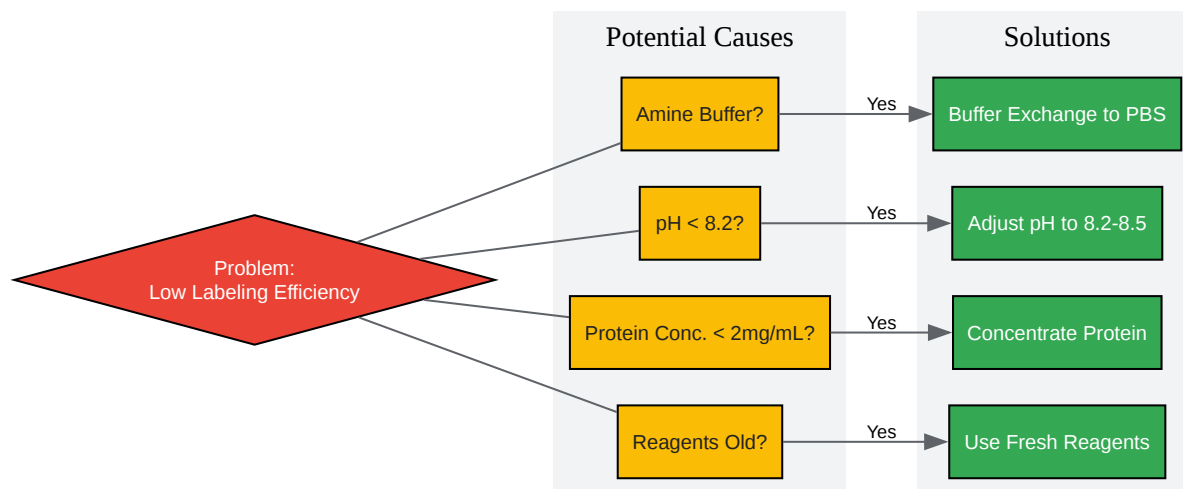 Potential Causes
Solutions
Amine Buffer?
Yes
Buffer Exchange to PBS
pH < 8.2?
Yes
Adjust pH to 8.2-8.5
Problem:
Low Labeling Efficiency
Protein Conc. < 2mg/mL?
Yes
Concentrate Protein
Reagents Old?
Yes
Use Fresh Reagents